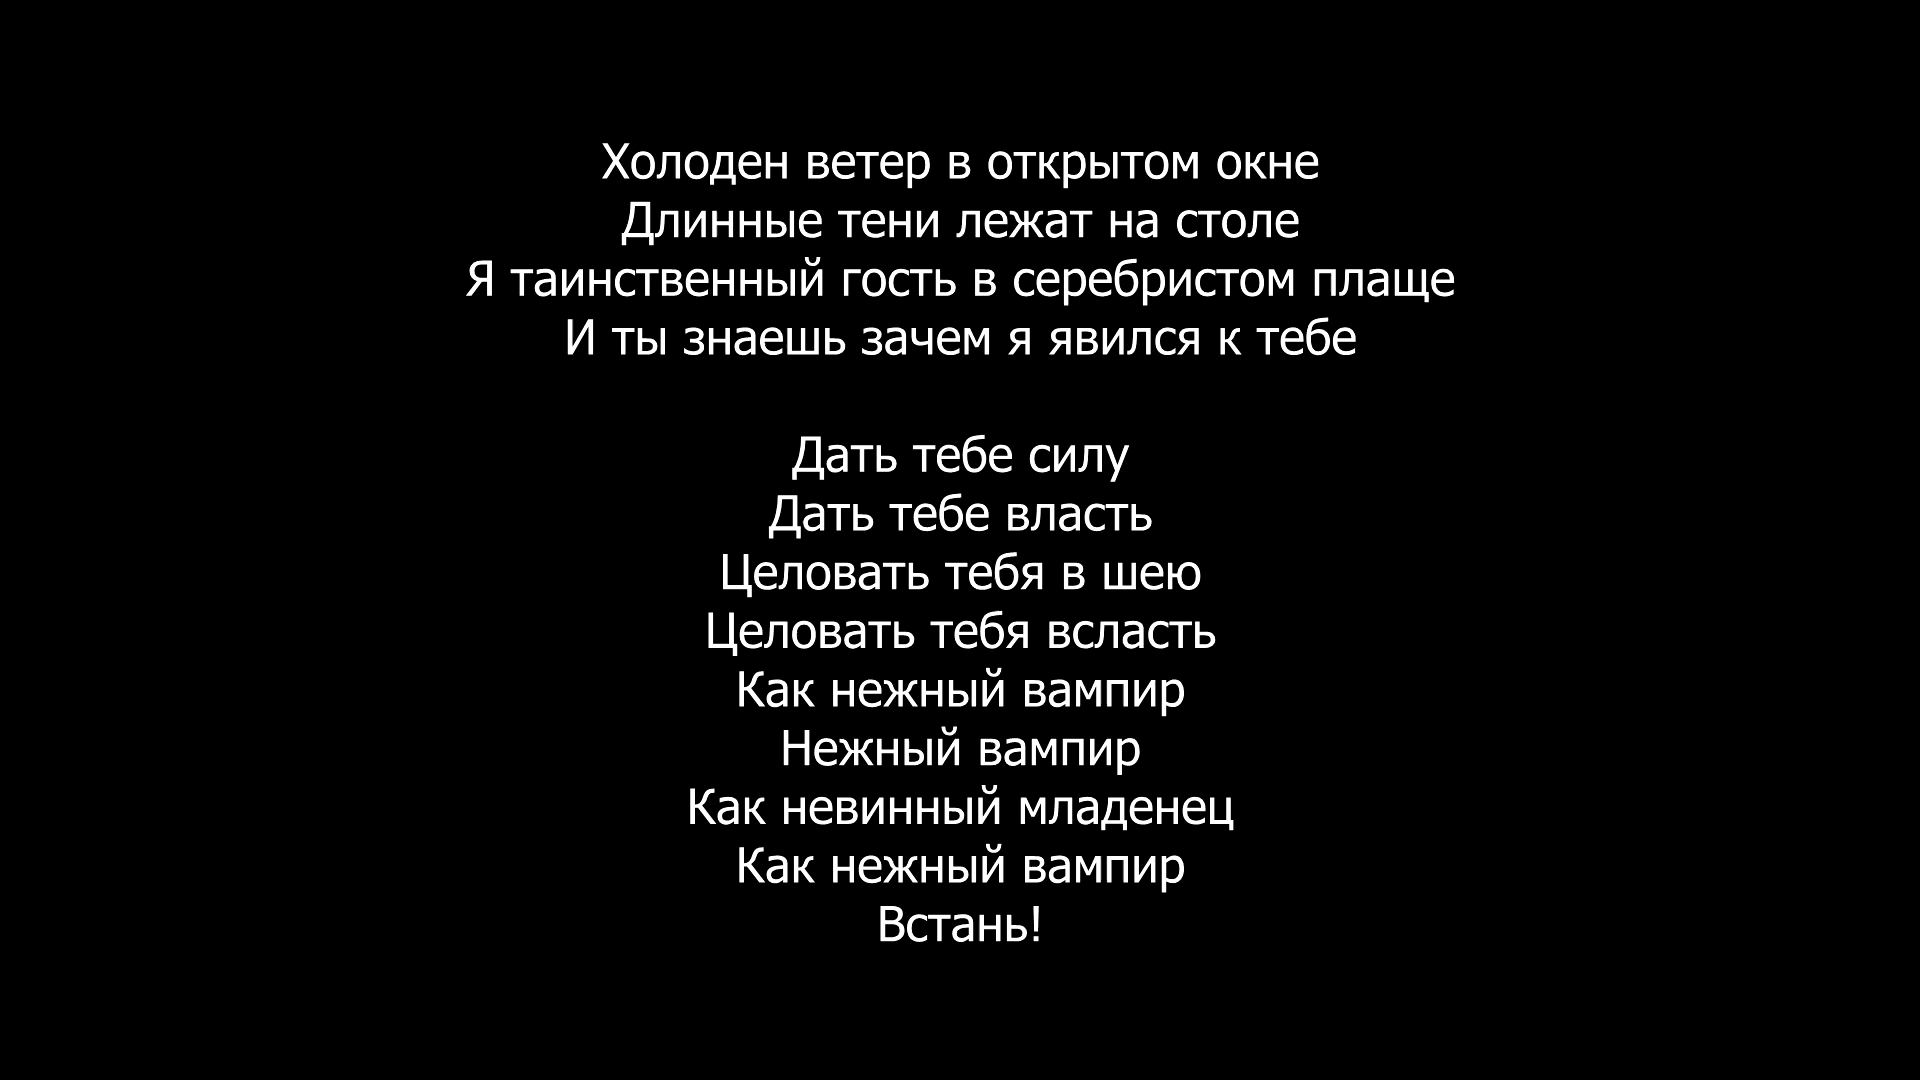 Холоден ветер в открытом окне
Длинные тени лежат на столе
Я таинственный гость в серебристом плаще
И ты знаешь зачем я явился к тебе

Дать тебе силу
Дать тебе власть
Целовать тебя в шею
Целовать тебя всласть
Как нежный вампир
Нежный вампир
Как невинный младенец
Как нежный вампир
Встань!